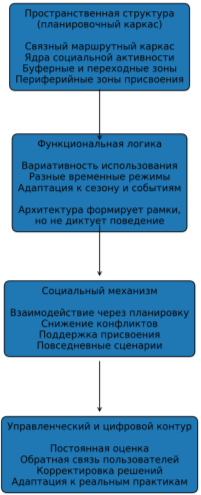 Пространственная структура
(планировочный каркас)
Связный маршрутный каркас
Ядра социальной активности
Буферные и переходные зоны
Периферийные зоны присвоения
Функциональная логика
Вариативность использования
Разные временные режимы
Адаптация к сезону и событиям
Архитектура формирует рамки,
но не диктует поведение
Социальный механизм
Взаимодействие через планировку
Снижение конфликтов
Поддержка присвоения
Повседневные сценарии
Управленческий и цифровой контур
Постоянная оценка
Обратная связь пользователей
Корректировка решений
Адаптация к реальным практикам